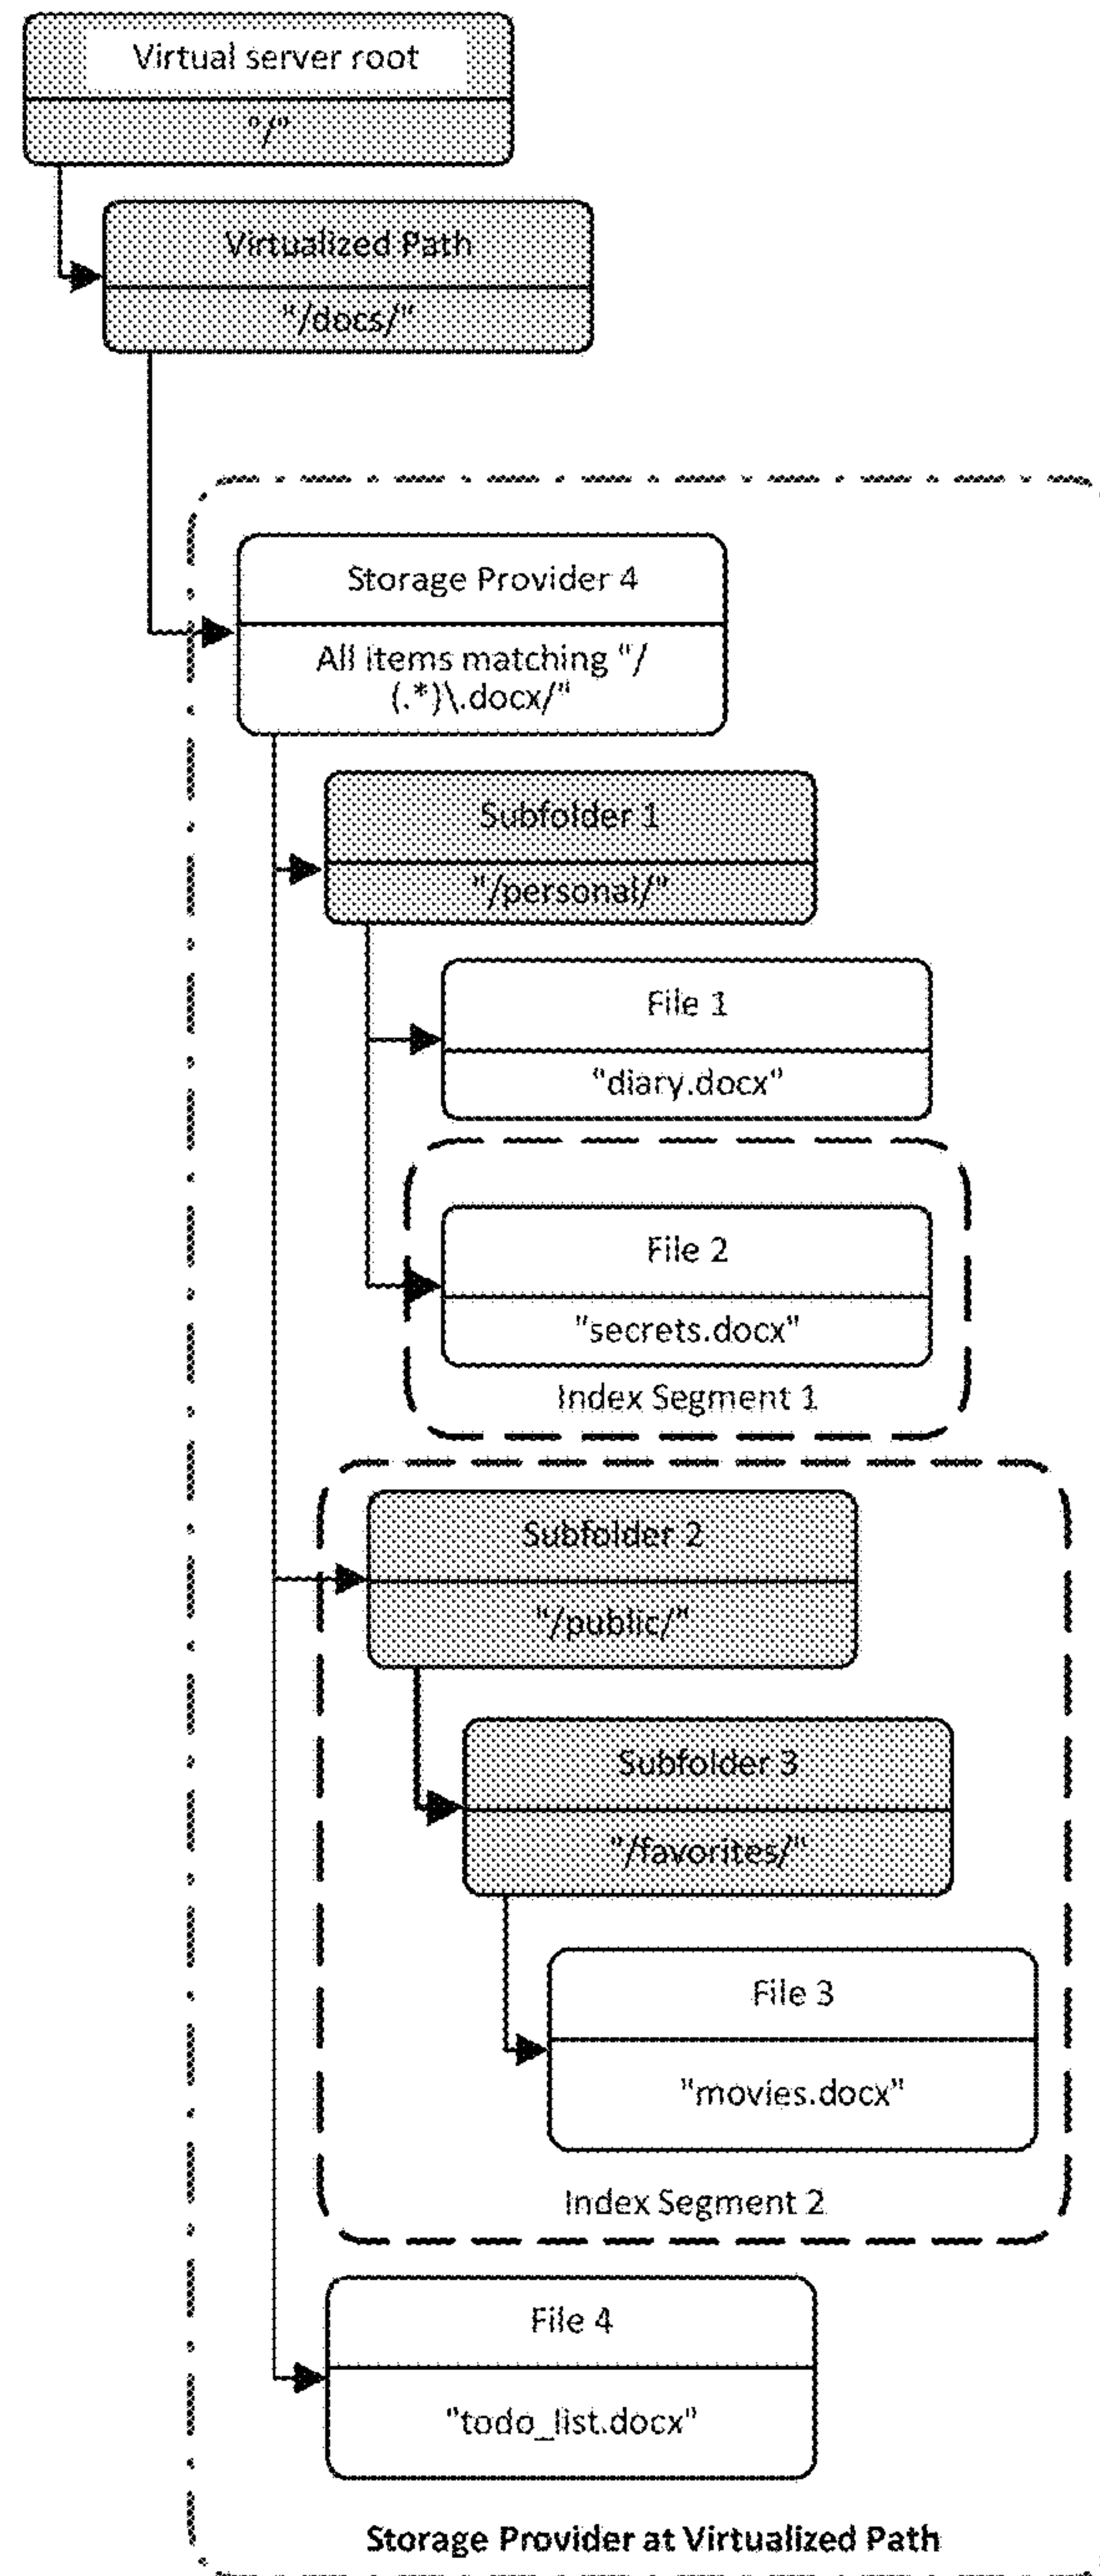 Virtual server root
"/"
Virtualized Path
"/docs/"
Storage Provider 4
All items matching "/
(.*)\.docx/"
Subfolder 1
"/personal/"
File 1
"diary.docx"
File 2
"secrets.docx"
Index Segment 1
Subfolder 2
"/public/"
Subfolder 3
"/favorites/"
File 3
"movies.docx"
Index Segment 2
File 4
"todo_list.docx"
Storage Provider at Virtualized Path